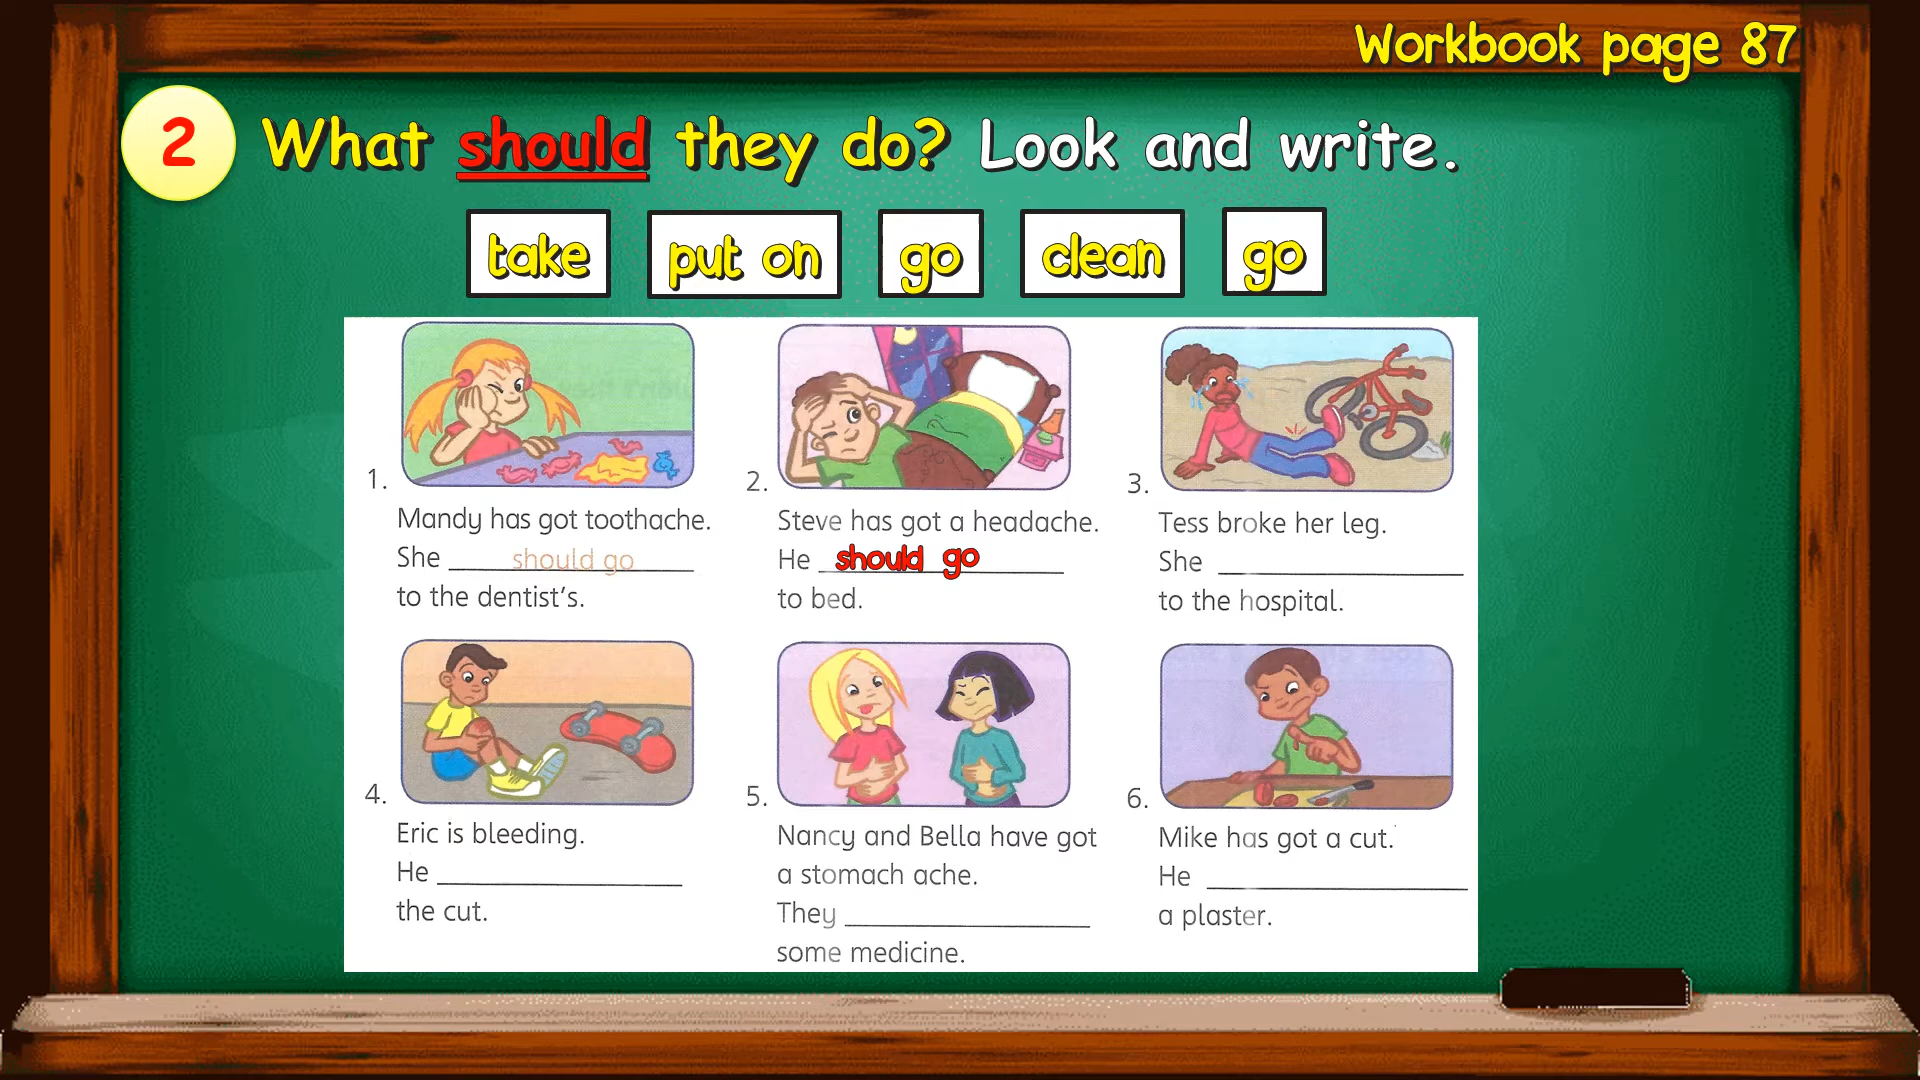 Workbook page 87
2 What should they do? Look and write.
take put on go clean go
1.
Mandy has got toothache.
She should go
to the dentist's.
2.
Steve has got a headache.
He should go
to bed.
3.
Tess broke her leg.
She
to the hospital.
4.
Eric is bleeding.
He
the cut.
5.
Nancy and Bella have got
a stomach ache.
They
some medicine.
6.
Mike has got a cut.
He
a plaster.